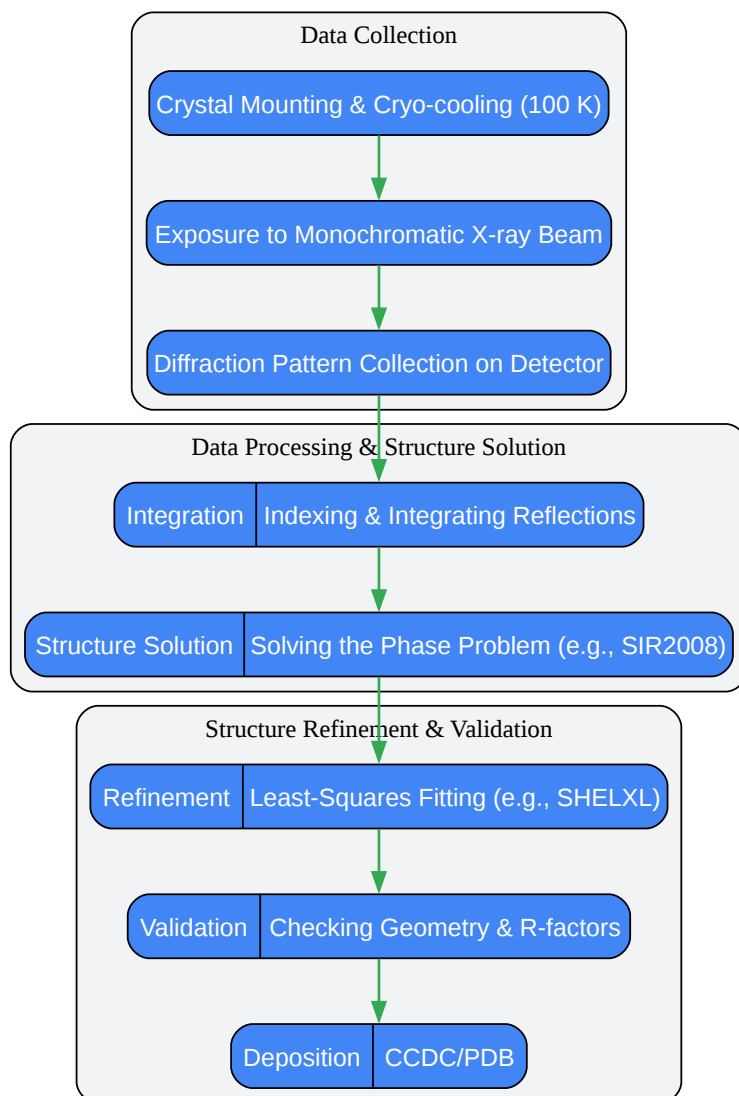 Data Collection
Crystal Mounting & Cryo-cooling (100 K)
Exposure to Monochromatic X-ray Beam
Diffraction Pattern Collection on Detector
Data Processing & Structure Solution
Integration Indexing & Integrating Reflections
Structure Solution Solving the Phase Problem (e.g., SIR2008)
Structure Refinement & Validation
Refinement Least-Squares Fitting (e.g., SHELXL)
Validation Checking Geometry & R-factors
Deposition CCDC/PDB